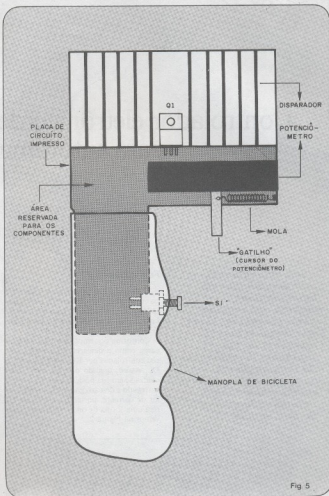 Q1
DISPARADOR
POTENCIÔ-
METRO
PLACA DE
CIRCUITO
IMPRESSO
ÁREA
RESERVADA
PARA OS
COMPONENTES
MOLA
"GATILHO"
(CURSOR DO
POTENCIÔMETRO)
S1
MANOPLA DE BICICLETA
Fig. 5